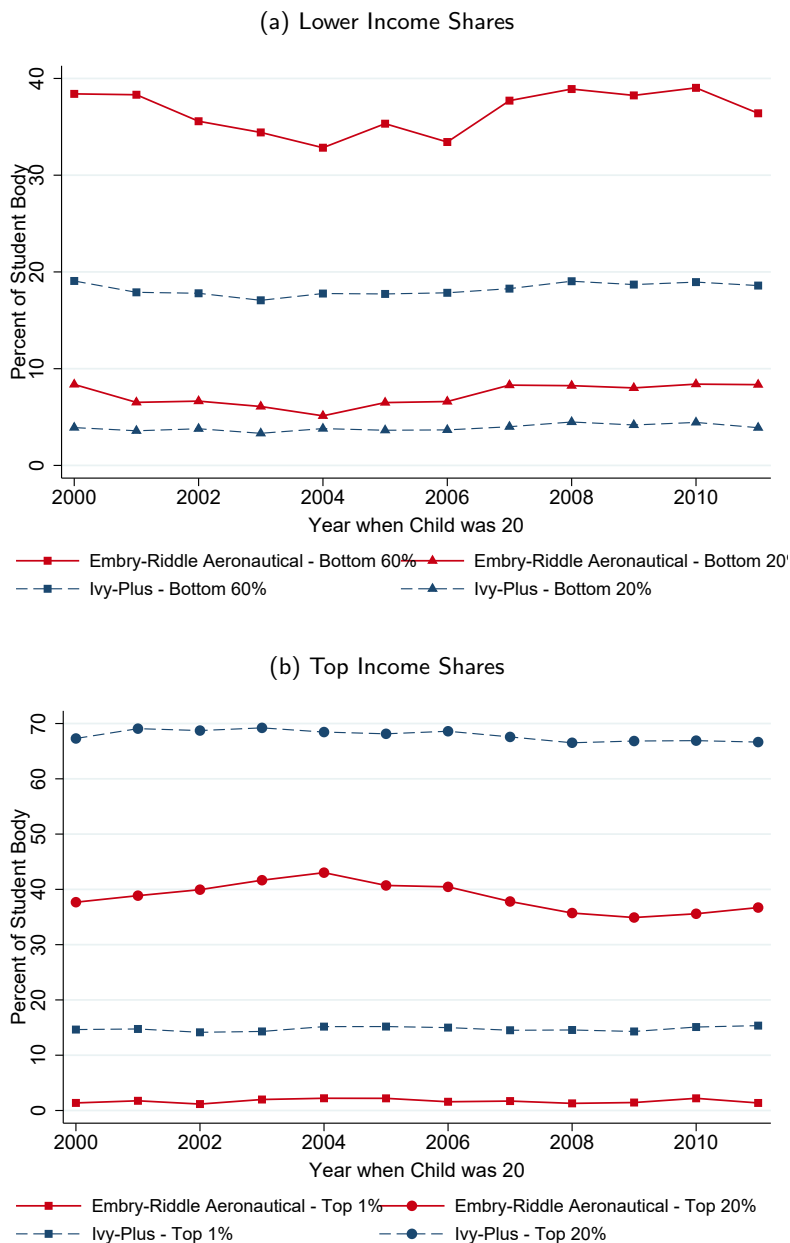 (a) Lower Income Shares
Percent of Student Body
40
30
20
10
0
2000 2002 2004 2006 2008 2010
Year when Child was 20
Embry-Riddle Aeronautical - Bottom 60% Embry-Riddle Aeronautical - Bottom 20%
Ivy-Plus - Bottom 60% Ivy-Plus - Bottom 20%
(b) Top Income Shares
Percent of Student Body
70
60
50
40
30
20
10
0
2000 2002 2004 2006 2008 2010
Year when Child was 20
Embry-Riddle Aeronautical - Top 1% Embry-Riddle Aeronautical - Top 20%
Ivy-Plus - Top 1% Ivy-Plus - Top 20%